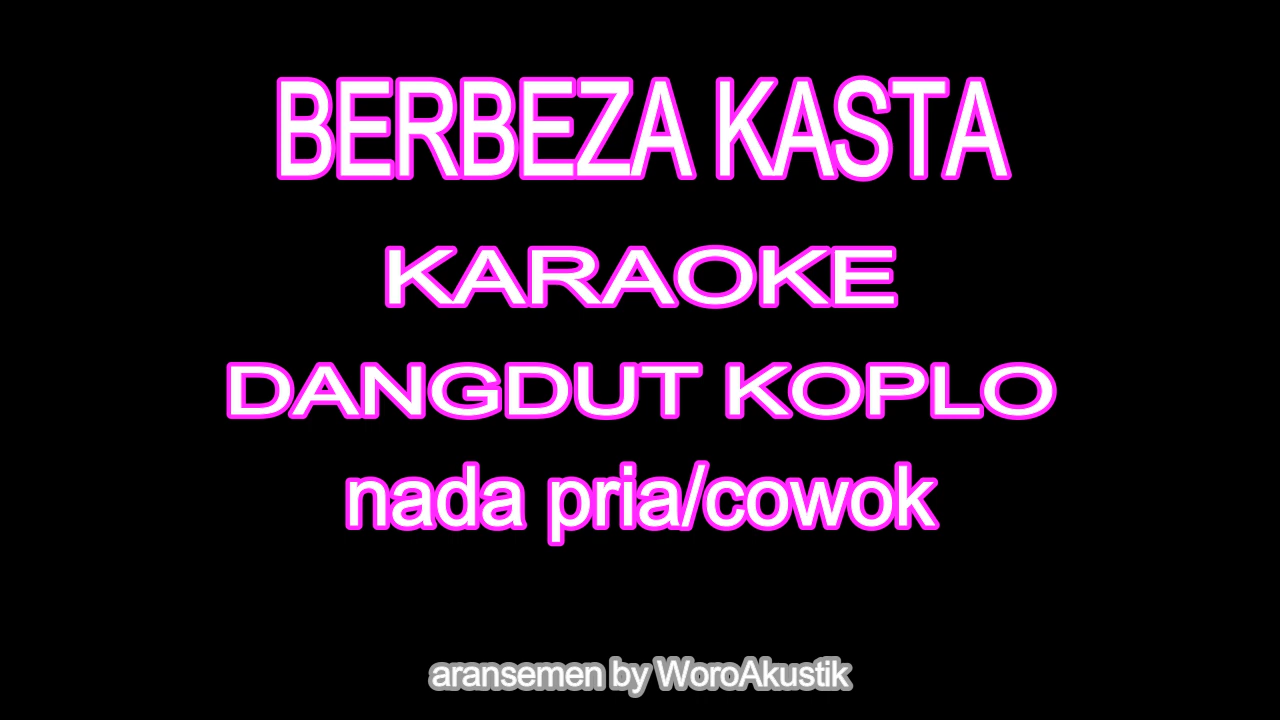 BERBEZA KASTA
KARAOKE
DANGDUT KOPLO
nada pria/cowok
aransemen by WoroAkustik